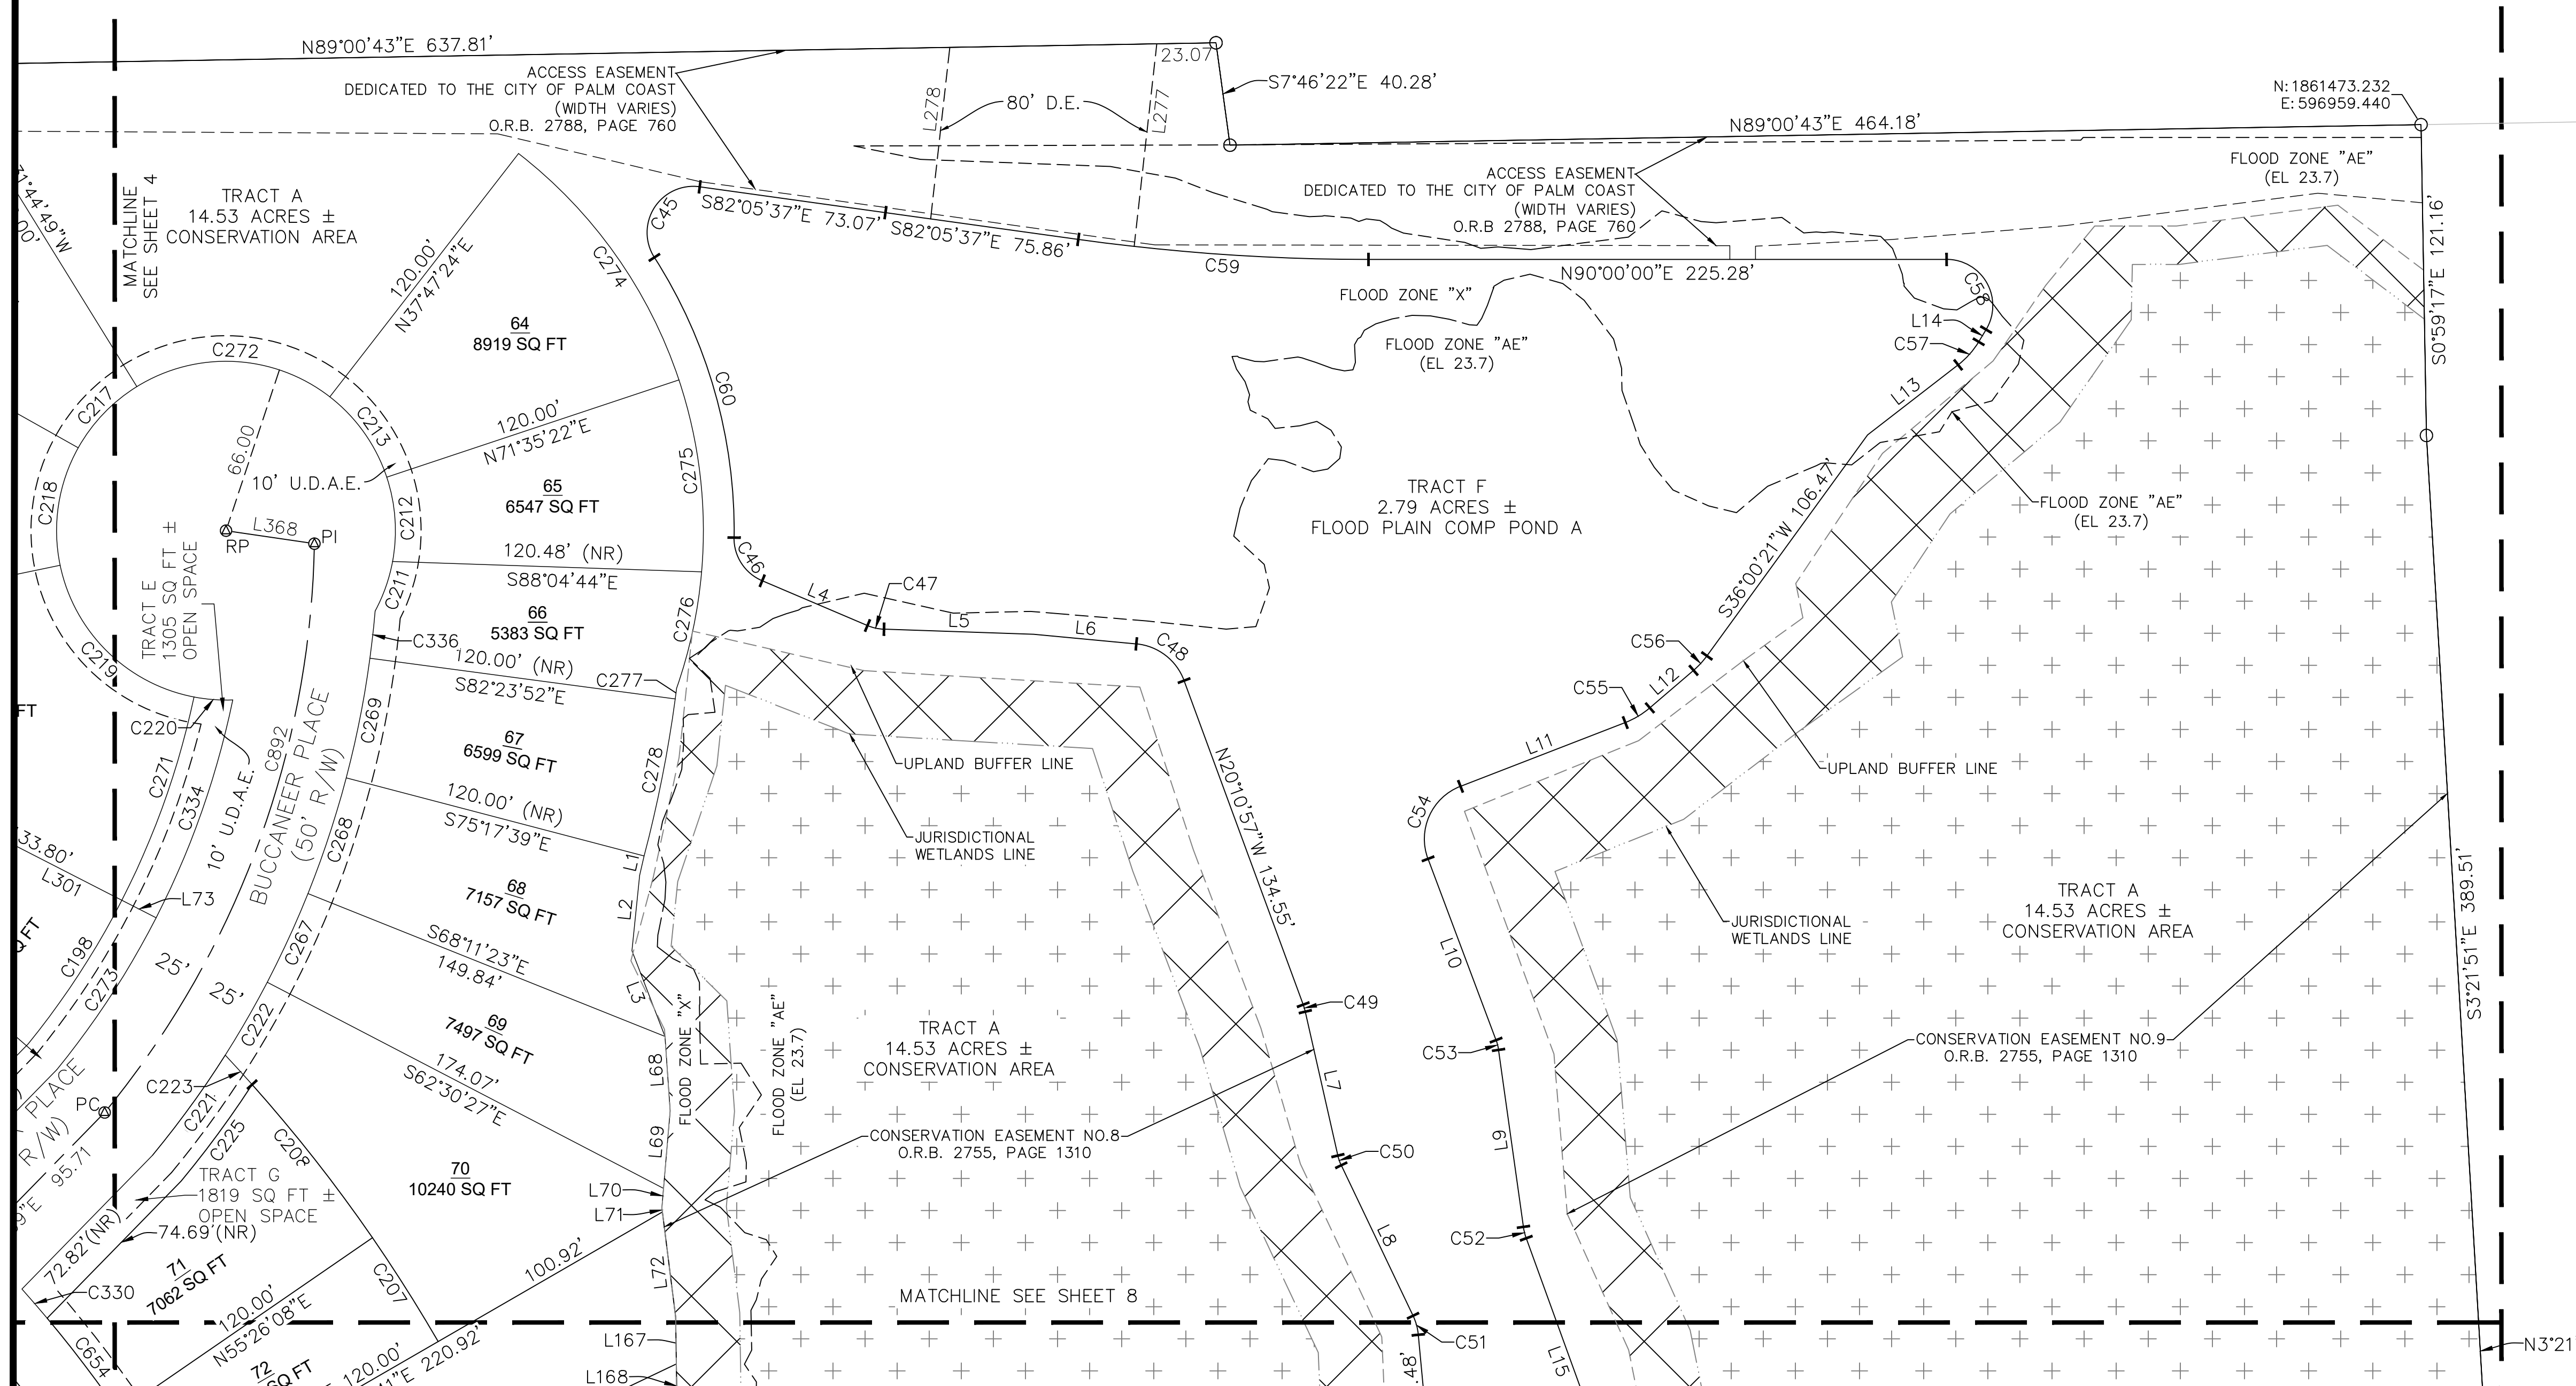 N89°00'43"E 637.81'
23.07
S7°46'22"E 40.28'
ACCESS EASEMENT
DEDICATED TO THE CITY OF PALM COAST
(WIDTH VARIES)
O.R.B. 2788, PAGE 760
L278
80' D.E.
L277
N:1861473.232
E:596959.440
N89°00'43"E 464.18'
ACCESS EASEMENT
DEDICATED TO THE CITY OF PALM COAST
(WIDTH VARIES)
O.R.B 2788, PAGE 760
FLOOD ZONE "AE"
(EL 23.7)
31°44'49"W
00'
MATCHLINE
SEE SHEET 4
TRACT A
14.53 ACRES ±
CONSERVATION AREA
120.00'
N37°47'24"E
C274
C45
S82°05'37"E 73.07'
S82°05'37"E 75.86'
C59
N90°00'00"E 225.28'
C58
L14
C57
L13
S0°59'17"E 121.16'
FLOOD ZONE "X"
FLOOD ZONE "AE"
(EL 23.7)
64
8919 SQ FT
C272
C217
C213
C60
120.00'
N71°35'22"E
66.00
10' U.D.A.E.
C218
C212
C275
65
6547 SQ FT
L368
RP
PI
TRACT F
2.79 ACRES ±
FLOOD PLAIN COMP POND A
FLOOD ZONE "AE"
(EL 23.7)
S36°00'21"W 106.47'
120.48' (NR)
S88°04'44"E
C46
C211
L4
C47
L5
L6
C48
TRACT E
1305 SQ FT ±
OPEN SPACE
66
5383 SQ FT
C276
C336
120.00' (NR)
S82°23'52"E
C277
C56
L12
C55
C219
C220
FT
C892
BUCCANEER PLACE
(50' R/W)
C269
67
6599 SQ FT
C278
UPLAND BUFFER LINE
N20°10'57"W 134.55'
L11
UPLAND BUFFER LINE
C271
C334
10' U.D.A.E.
120.00' (NR)
S75°17'39"E
C268
L1
JURISDICTIONAL
WETLANDS LINE
C54
33.80'
L301
L73
68
7157 SQ FT
L2
TRACT A
14.53 ACRES ±
CONSERVATION AREA
S3°21'51"E 389.51'
JURISDICTIONAL
WETLANDS LINE
Q FT
C198
C273
25'
25'
C267
S68°11'23"E
149.84'
L3
L10
C49
C222
69
7497 SQ FT
174.07'
S62°30'27"E
L68
FLOOD ZONE "X"
FLOOD ZONE "AE"
(EL 23.7)
TRACT A
14.53 ACRES ±
CONSERVATION AREA
C53
CONSERVATION EASEMENT NO.9
O.R.B. 2755, PAGE 1310
PLACE
R/W)
C223
PC
C221
C225
C208
L7
L69
CONSERVATION EASEMENT NO.8
O.R.B. 2755, PAGE 1310
L9
C50
9"E 95.71
TRACT G
1819 SQ FT ±
OPEN SPACE
70
10240 SQ FT
L70
L71
72.82'(NR)
74.69'(NR)
C52
L8
71
7062 SQ FT
C207
100.92'
L72
C330
MATCHLINE SEE SHEET 8
120.00'
N55°26'08"E
L167
C51
N3°21
C654
72
SQ FT
120.00'
41"E 220.92'
L168
.48'
L15